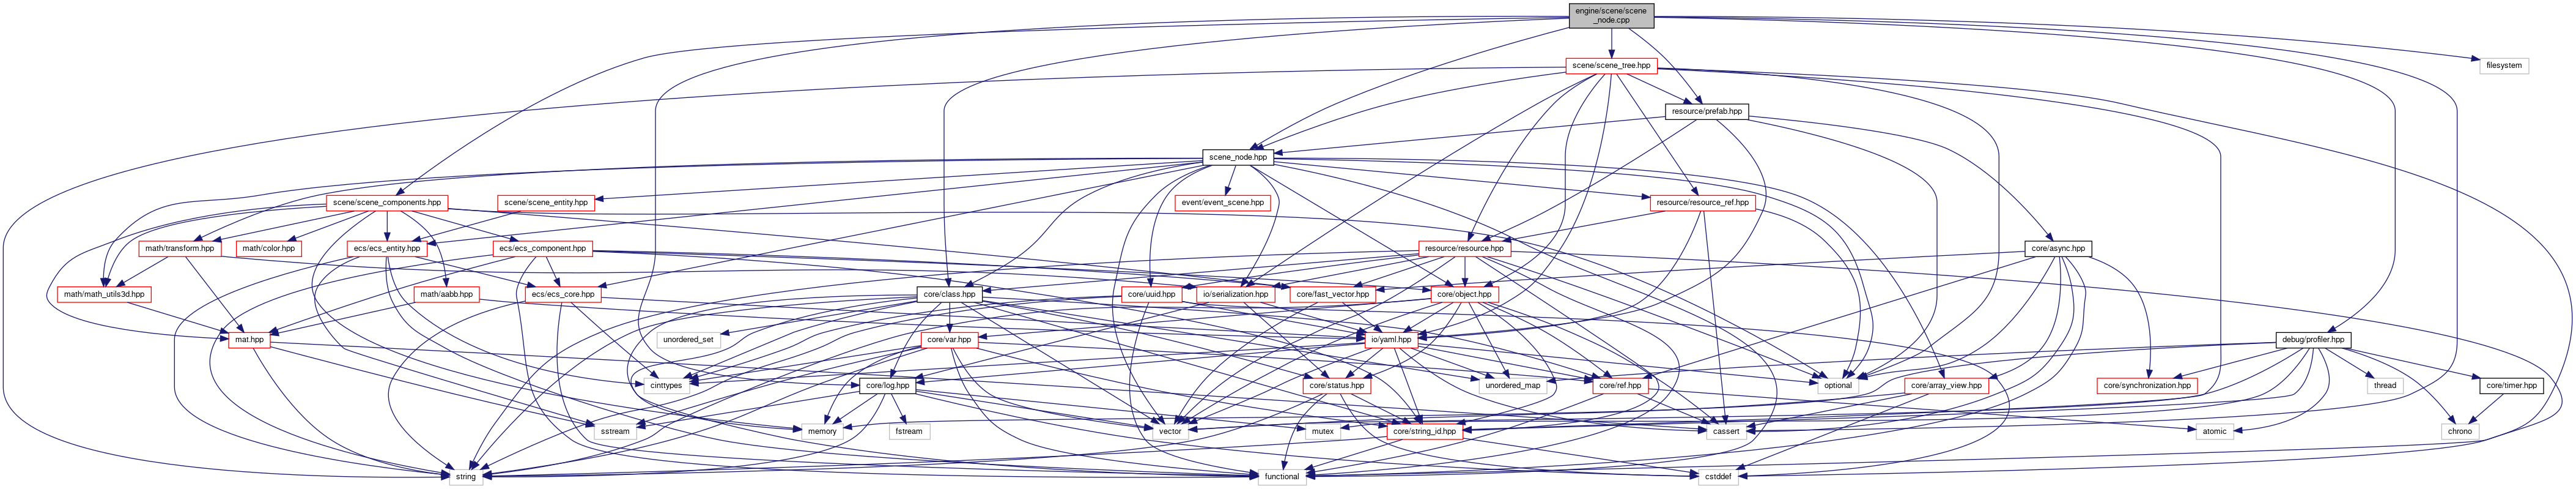 engine/scene/scene
_node.cpp
scene/scene_tree.hpp
filesystem
resource/prefab.hpp
scene_node.hpp
scene/scene_components.hpp
scene/scene_entity.hpp
event/event_scene.hpp
resource/resource_ref.hpp
math/transform.hpp
math/color.hpp
ecs/ecs_entity.hpp
ecs/ecs_component.hpp
resource/resource.hpp
core/async.hpp
math/math_utils3d.hpp
math/aabb.hpp
ecs/ecs_core.hpp
core/class.hpp
core/uuid.hpp
io/serialization.hpp
core/fast_vector.hpp
core/object.hpp
mat.hpp
unordered_set
core/var.hpp
io/yaml.hpp
debug/profiler.hpp
cinttypes
core/log.hpp
core/status.hpp
unordered_map
core/ref.hpp
optional
core/array_view.hpp
core/synchronization.hpp
thread
core/timer.hpp
sstream
memory
fstream
vector
mutex
core/string_id.hpp
cassert
atomic
chrono
string
functional
cstddef